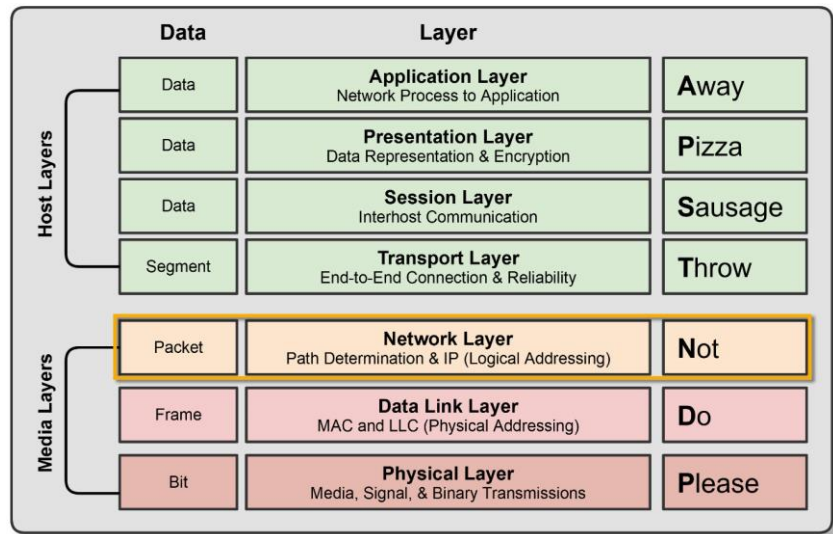 Data Layer
Host Layers
Data
Application Layer
Network Process to Application
Away
Data
Presentation Layer
Data Representation & Encryption
Pizza
Data
Session Layer
Interhost Communication
Sausage
Segment
Transport Layer
End-to-End Connection & Reliability
Throw
Media Layers
Packet
Network Layer
Path Determination & IP (Logical Addressing)
Not
Frame
Data Link Layer
MAC and LLC (Physical Addressing)
Do
Bit
Physical Layer
Media, Signal, & Binary Transmissions
Please